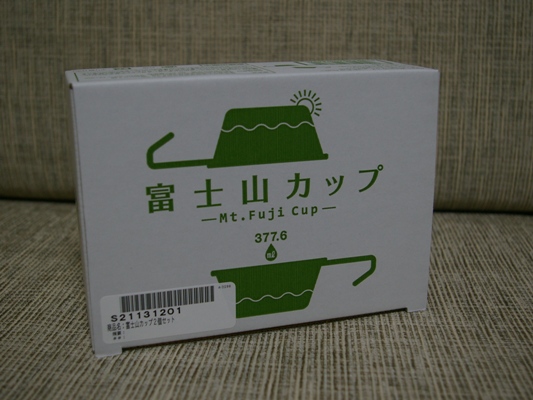 富士山カップ
Mt.Fuji Cup
377.6
ml
S21131201
商品名：富士山カップ2個セット